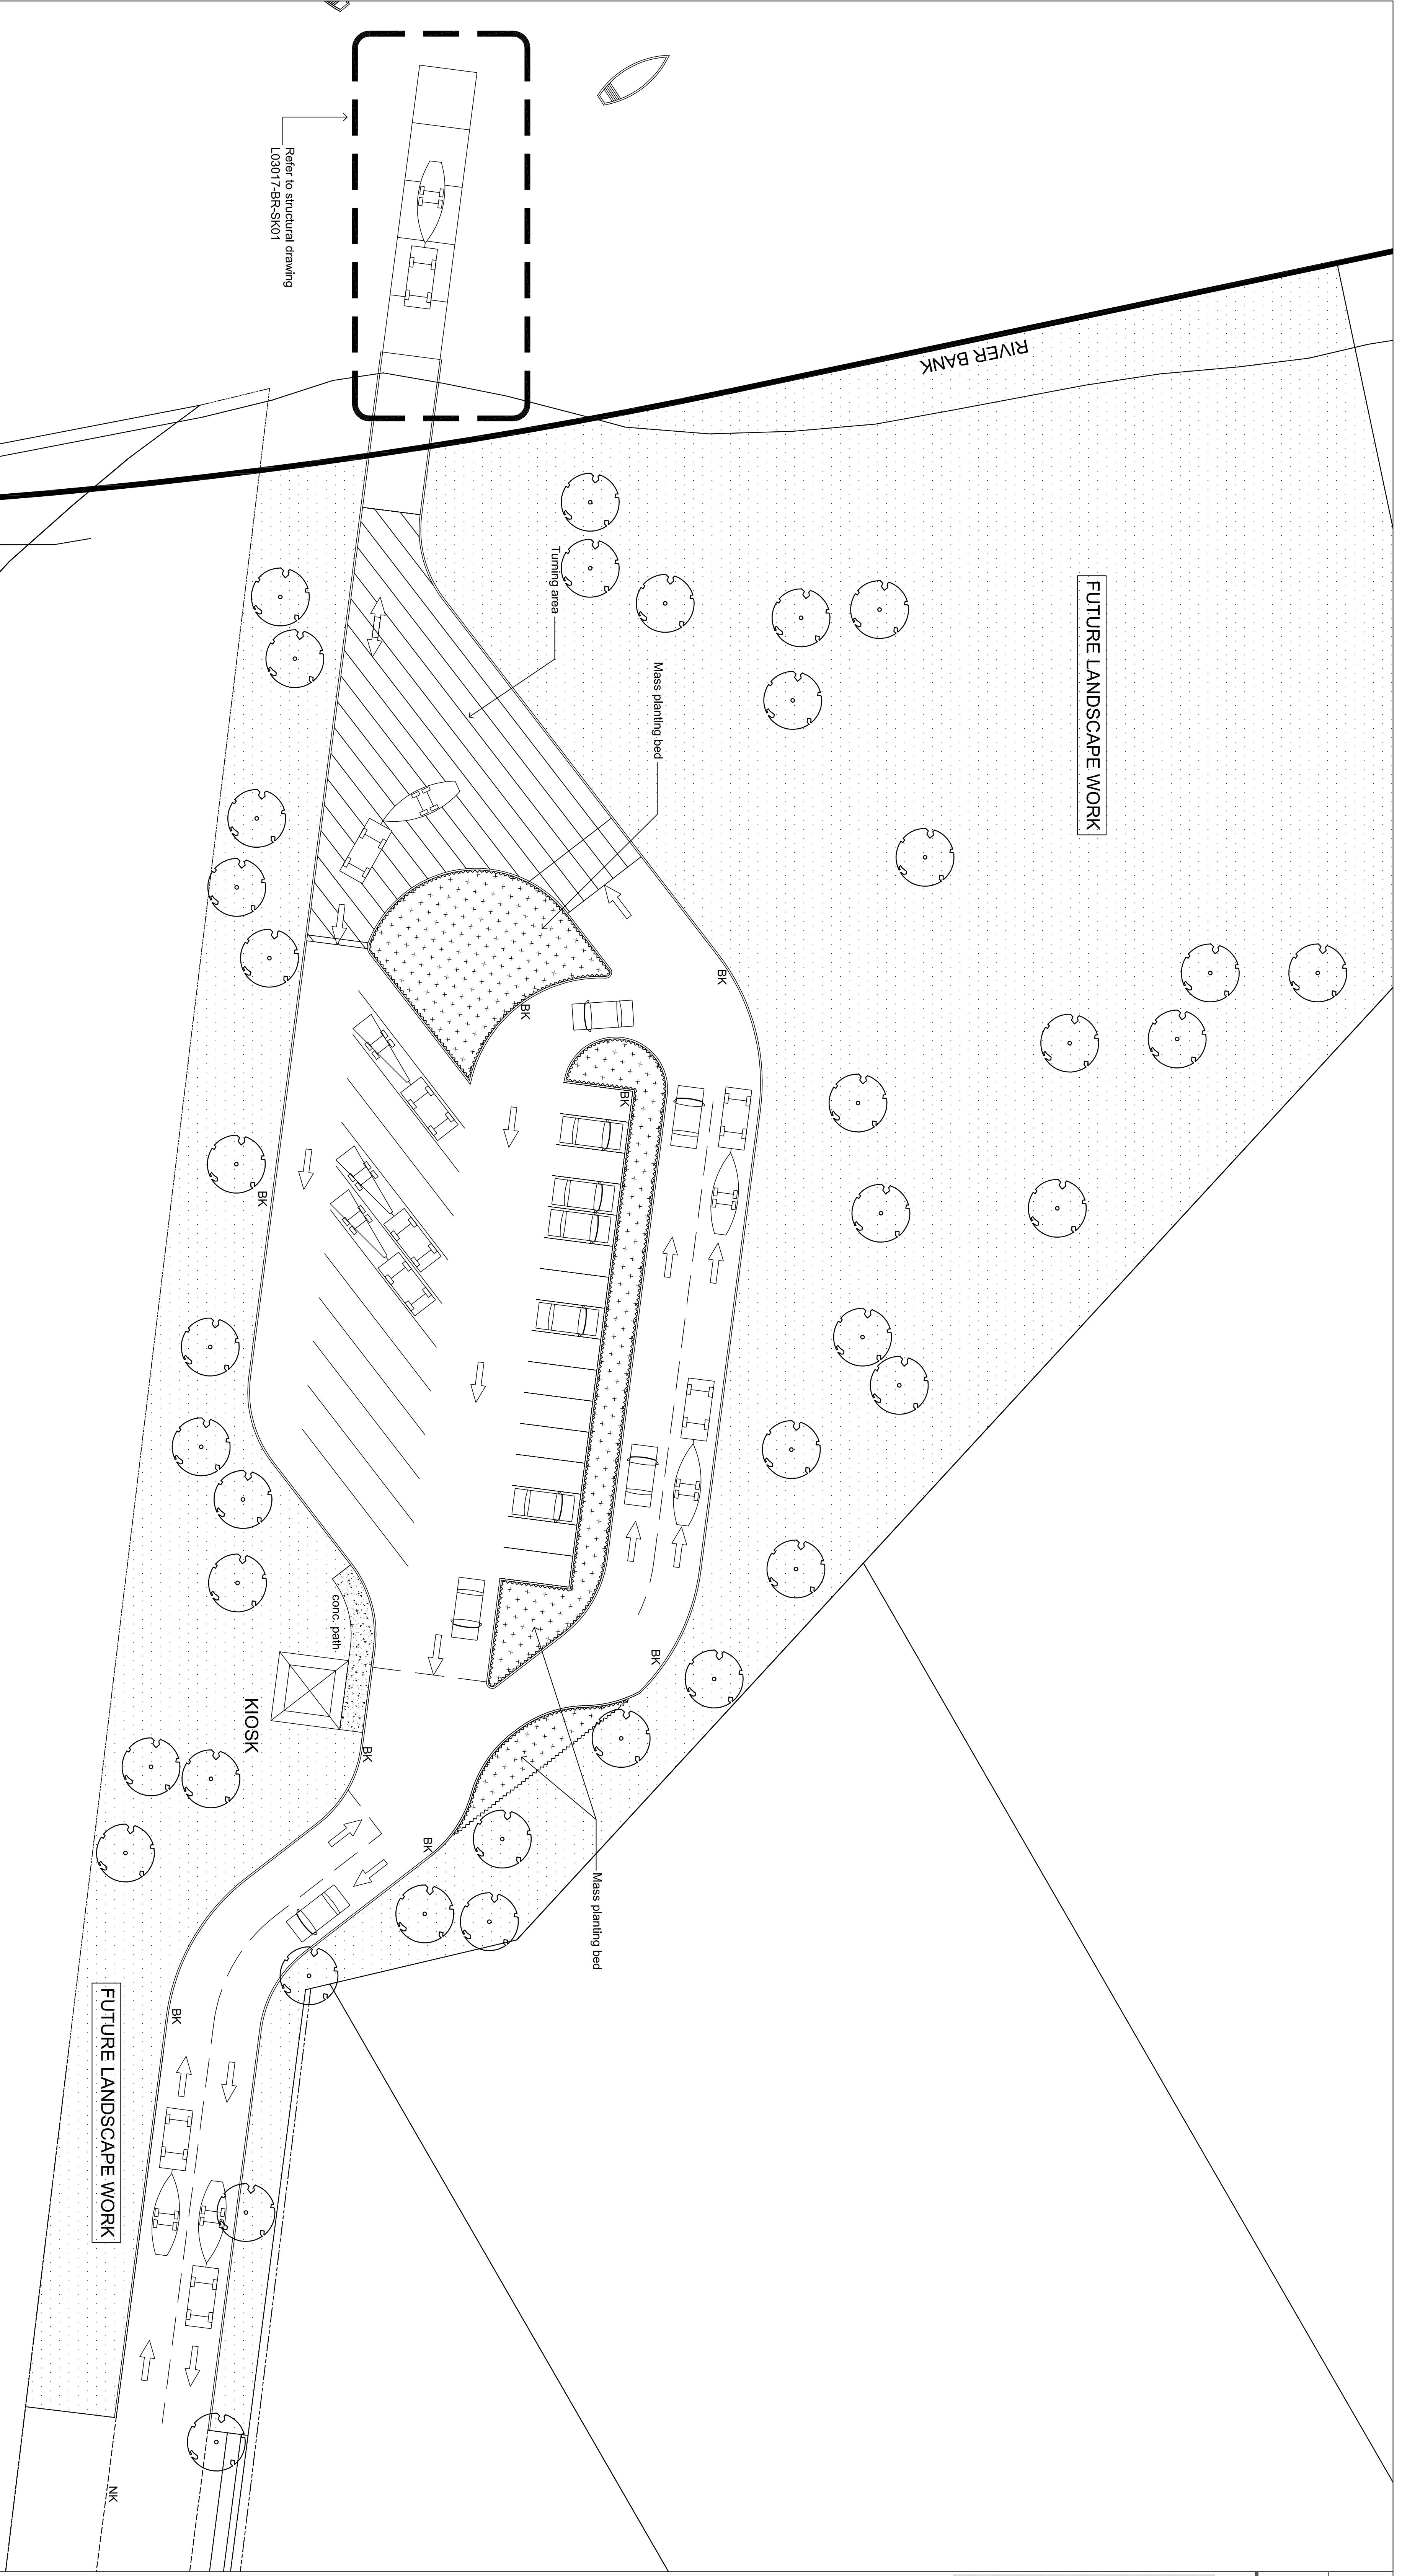 Refer to structural drawing
L03017-BR-SK01
RIVER BANK
Turning area
Mass planting bed
FUTURE LANDSCAPE WORK
BK
BK
BK
BK
conc. path
KIOSK
BK
BK
BK
Mass planting bed
BK
FUTURE LANDSCAPE WORK
NK